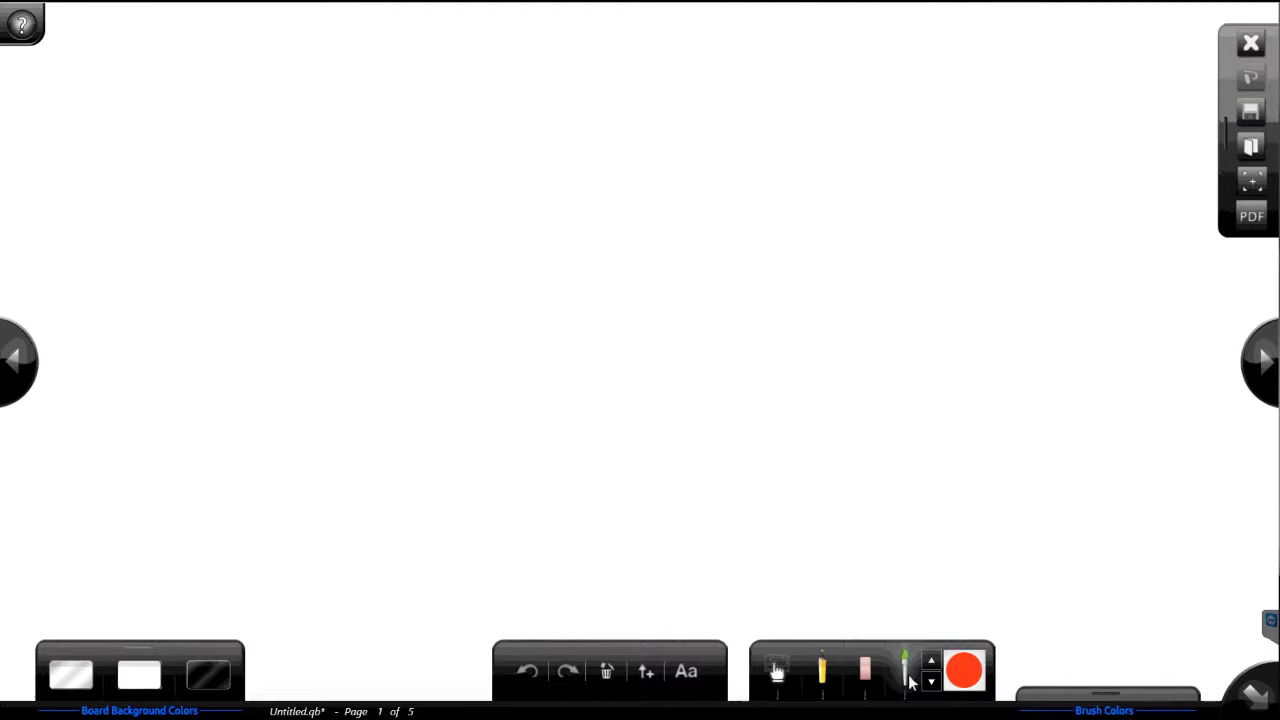 ?
PDF
Aa
Board Background Colors
Untitled.qb* - Page 1 of 5
Brush Colors